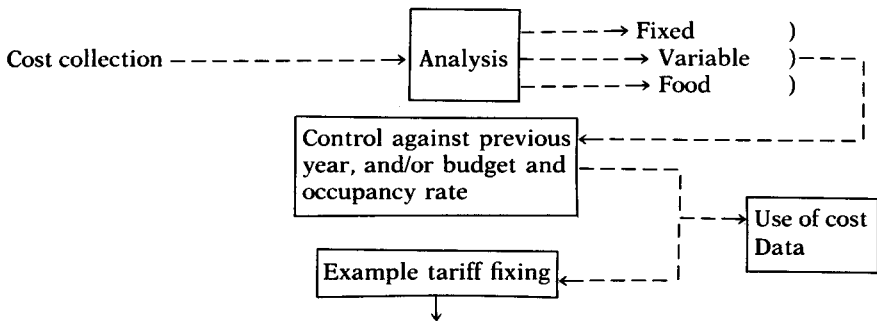 Fixed )
Cost collection Analysis Variable )
Food )
Control against previous
year, and/or budget and
occupancy rate
Use of cost
Data
Example tariff fixing